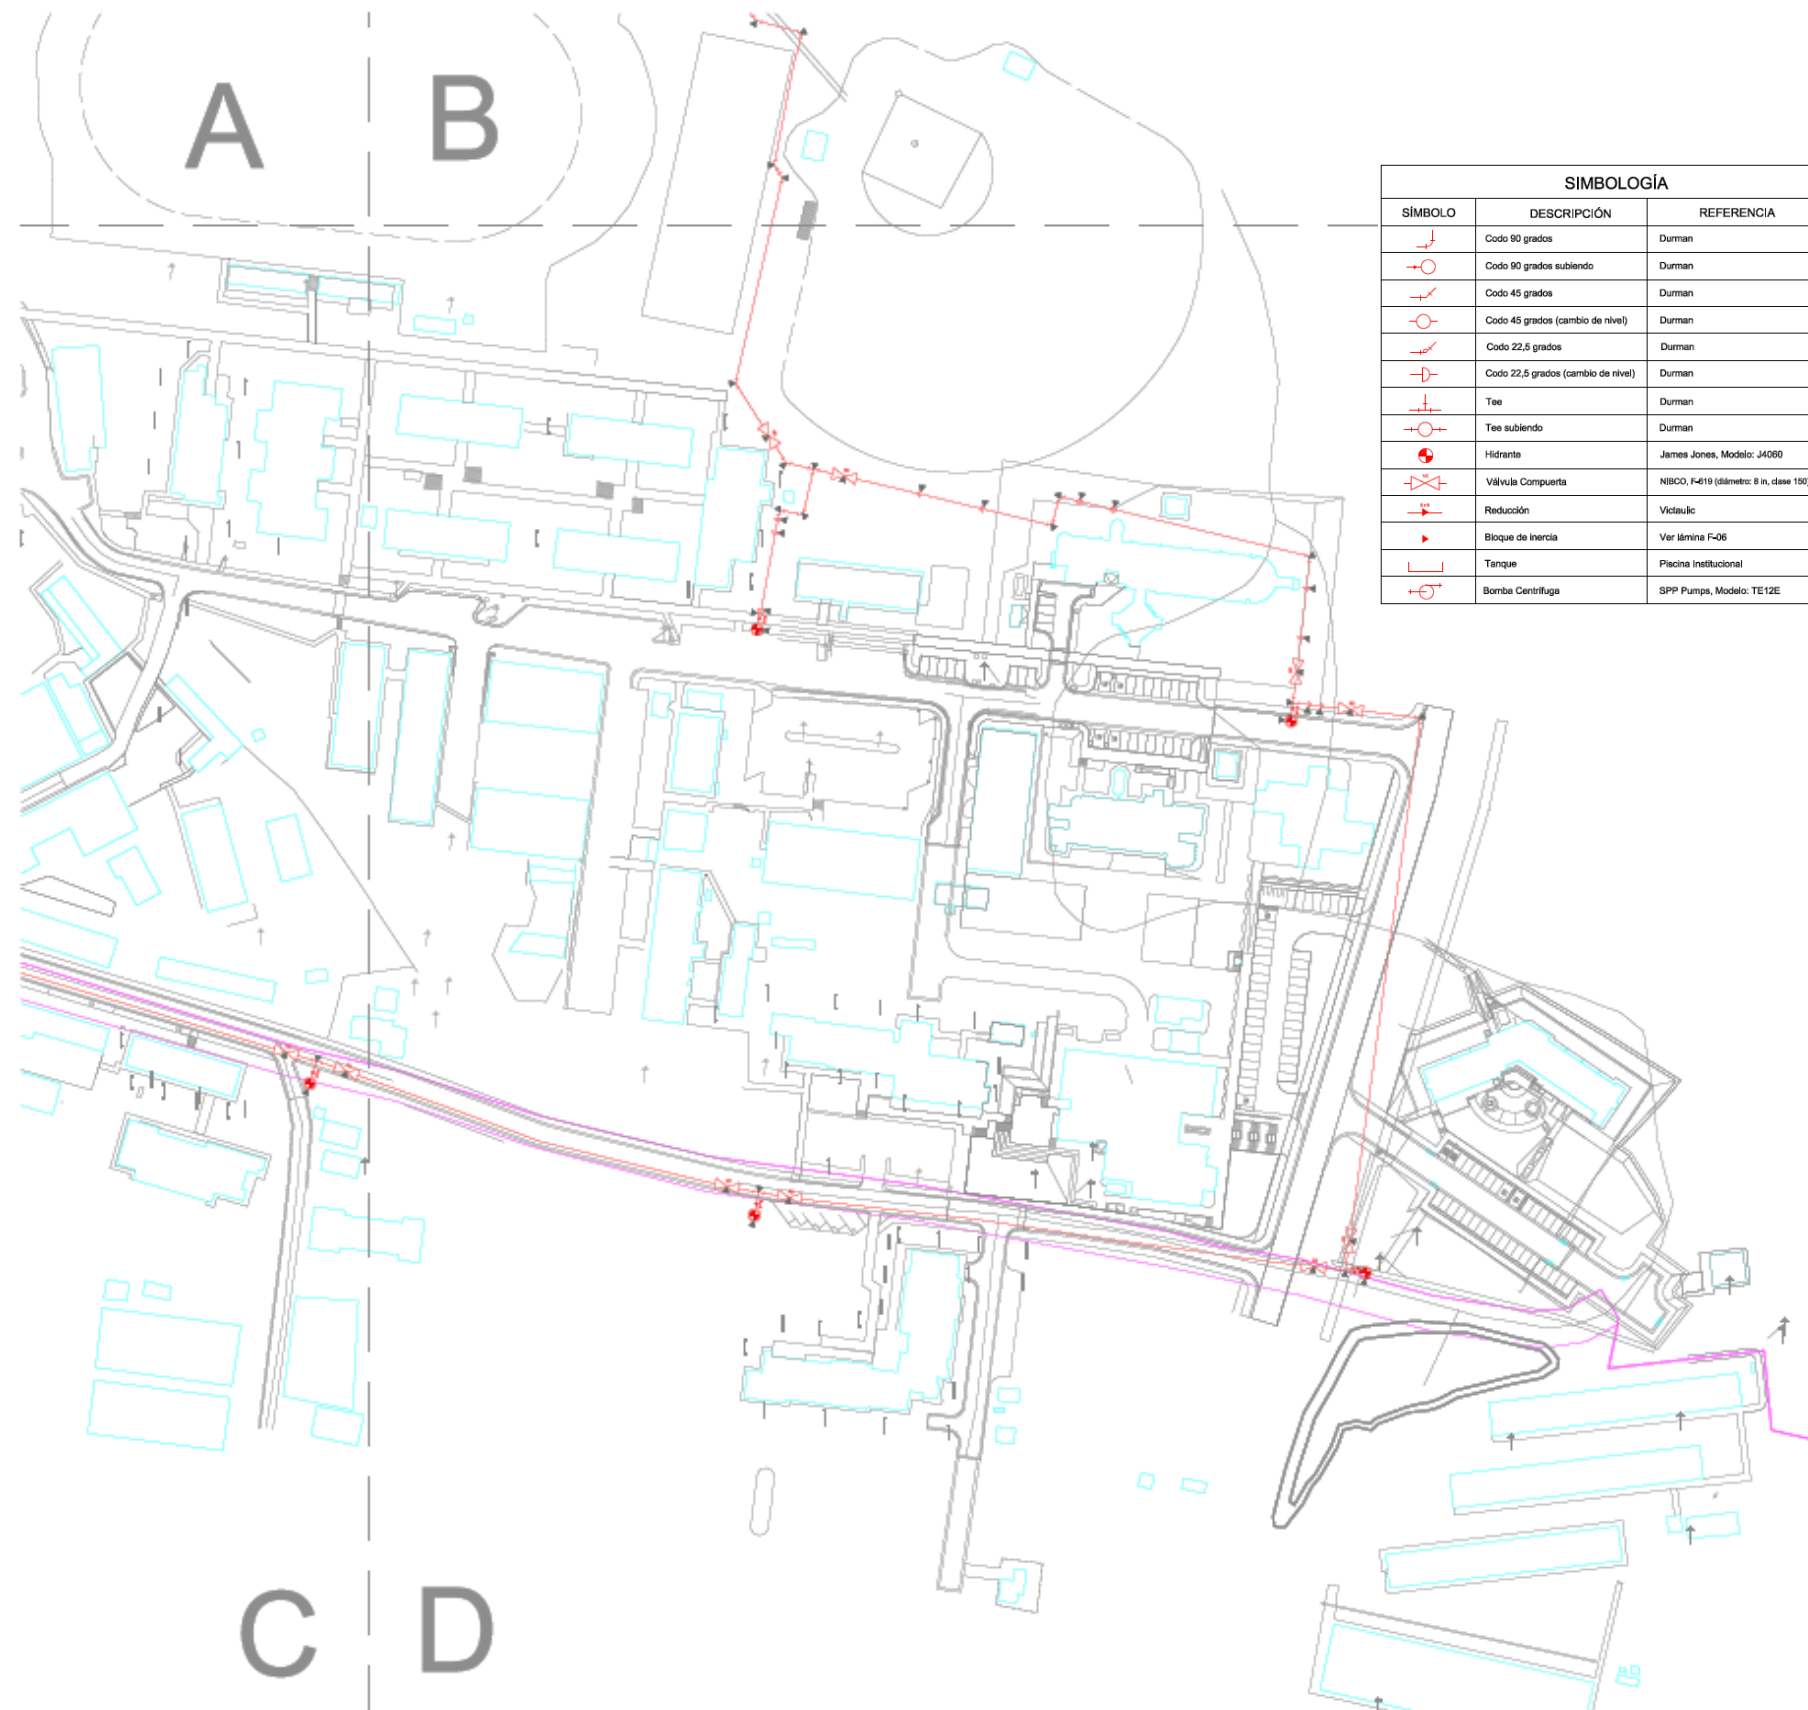 A B
SIMBOLOGÍA
SÍMBOLO DESCRIPCIÓN REFERENCIA
Codo 90 grados Durman
Codo 90 grados subiendo Durman
Codo 45 grados Durman
Codo 45 grados (cambio de nivel) Durman
Codo 22,5 grados Durman
Codo 22,5 grados (cambio de nivel) Durman
Tee Durman
Tee subiendo Durman
Hidrante James Jones, Modelo: J4060
Válvula Compuerta NIBCO, F-619 (diámetro: 8 in, clase 150)
Reducción Victaulic
Bloque de inercia Ver lámina F-06
Tanque Piscina Institucional
Bomba Centrífuga SPP Pumps, Modelo: TE12E
C D